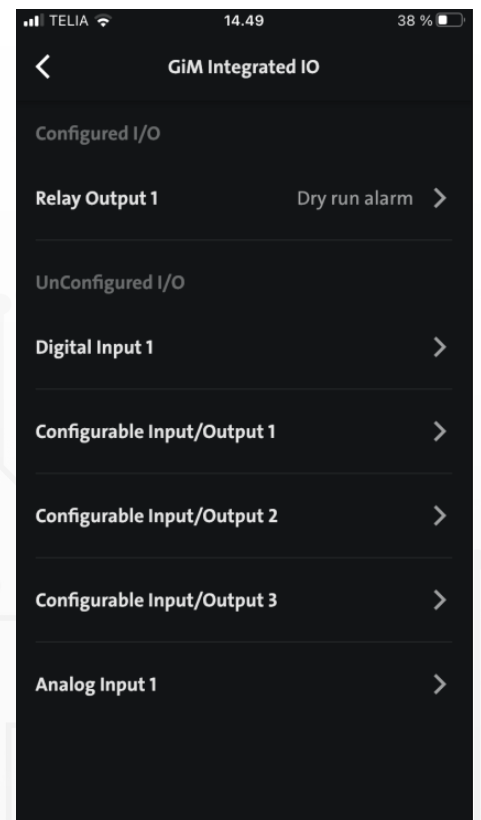 TELIA 14.49 38 %
GiM Integrated IO
Configured I/O
Relay Output 1 Dry run alarm
UnConfigured I/O
Digital Input 1
Configurable Input/Output 1
Configurable Input/Output 2
Configurable Input/Output 3
Analog Input 1